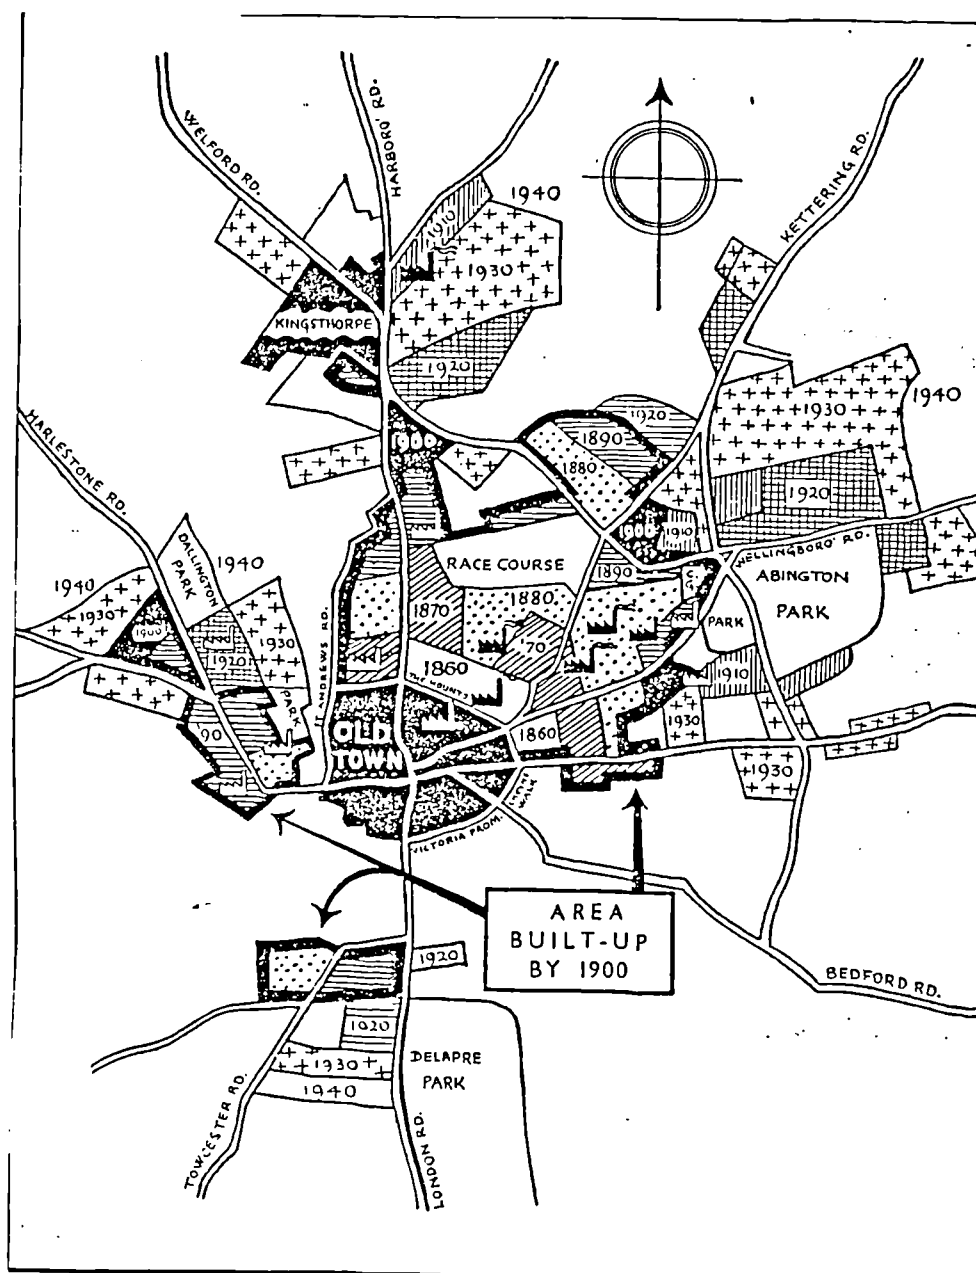 WELFORD RD.
HARBORO' RD.
KETTERING RD.
1940
1910
1930
KINGSTHORPE
1920
1900
HARLESTONE RD.
1920
1890
1880
1930
1940
1920
1900
1910
WELLINGBORO' RD.
DALLINGTON
PARK
1940
RACE COURSE
1890
ABINGTON
PARK
PARK
1940
1930
1900
1920
1930
PARK
ST. ANDREWS RD.
1870
1880
70
1860
THE MOUNTS
1910
90
OLD
TOWN
1860
1930
1930
VICTORIA PROM.
AREA
BUILT-UP
BY 1900
BEDFORD RD.
1920
1920
1930
1940
DELAPRE
PARK
TOWCESTER RD.
LONDON RD.